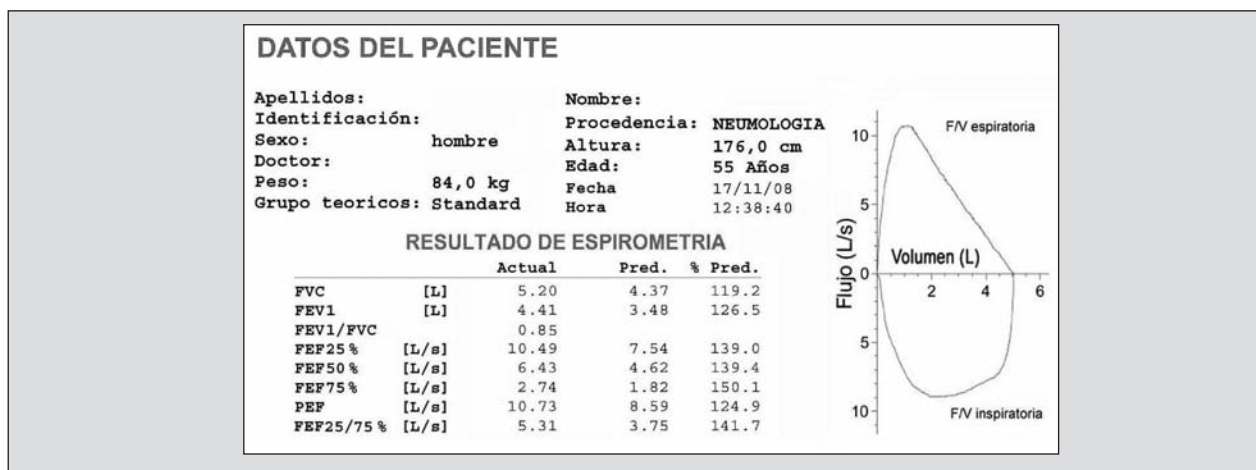 DATOS DEL PACIENTE
Apellidos: Nombre:
Identificación: Procedencia: NEUMOLOGIA
Sexo: hombre Altura: 176,0 cm
Doctor: Edad: 55 Años
Peso: 84,0 kg Fecha 17/11/08
Grupo teoricos: Standard Hora 12:38:40
RESULTADO DE ESPIROMETRIA
Actual Pred. % Pred.
FVC [L] 5.20 4.37 119.2
FEV1 [L] 4.41 3.48 126.5
FEV1/FVC 0.85
FEF25% [L/s] 10.49 7.54 139.0
FEF50% [L/s] 6.43 4.62 139.4
FEF75% [L/s] 2.74 1.82 150.1
PEF [L/s] 10.73 8.59 124.9
FEF25/75% [L/s] 5.31 3.75 141.7
F/V espiratoria
10
5
Flujo (L/s)
Volumen (L)
0
2 4 6
5
10
F/V inspiratoria